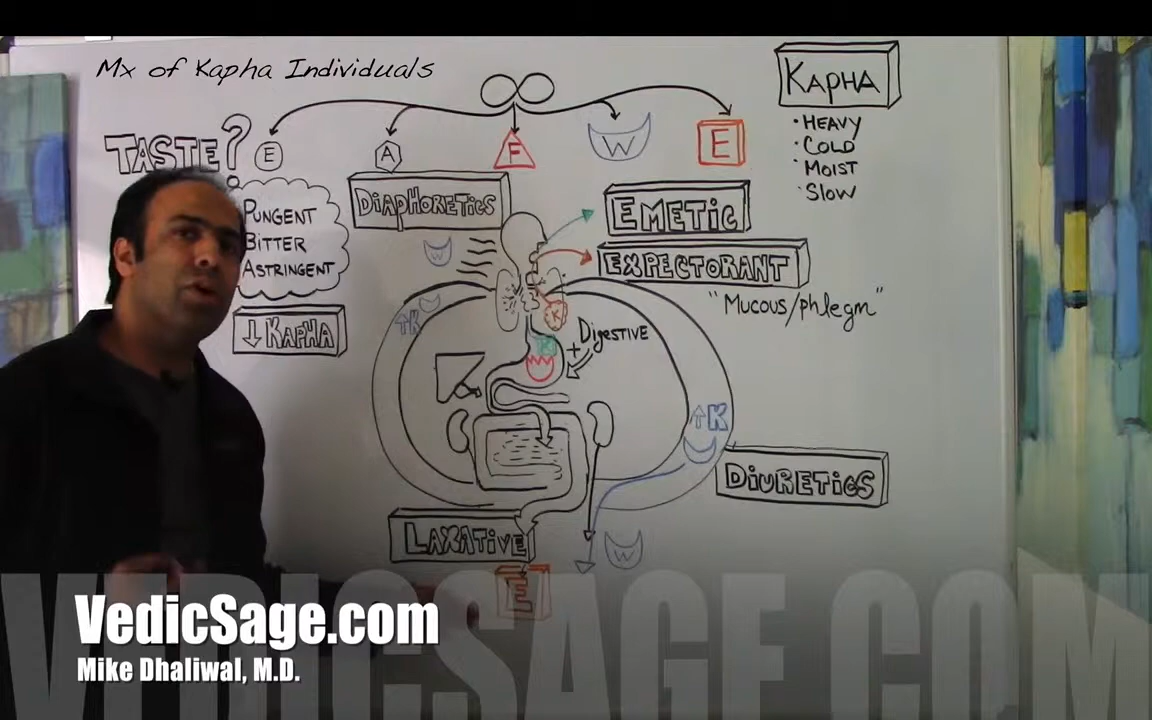 Mx of Kapha Individuals
KAPHA
• HEAVY
• COLD
• MOIST
• SLOW
TASTE?
E
A
F
W
E
PUNGENT
BITTER
ASTRINGENT
↓ KAPHA
DIAPHORETICS
EMETIC
EXPECTORANT
"Mucous/phlegm"
W
W
↑K
K
K
+ Digestive
↑K
DIURETICS
LAXATIVE
W
E
VEDICSAGE.COM
VedicSage.com
Mike Dhaliwal, M.D.